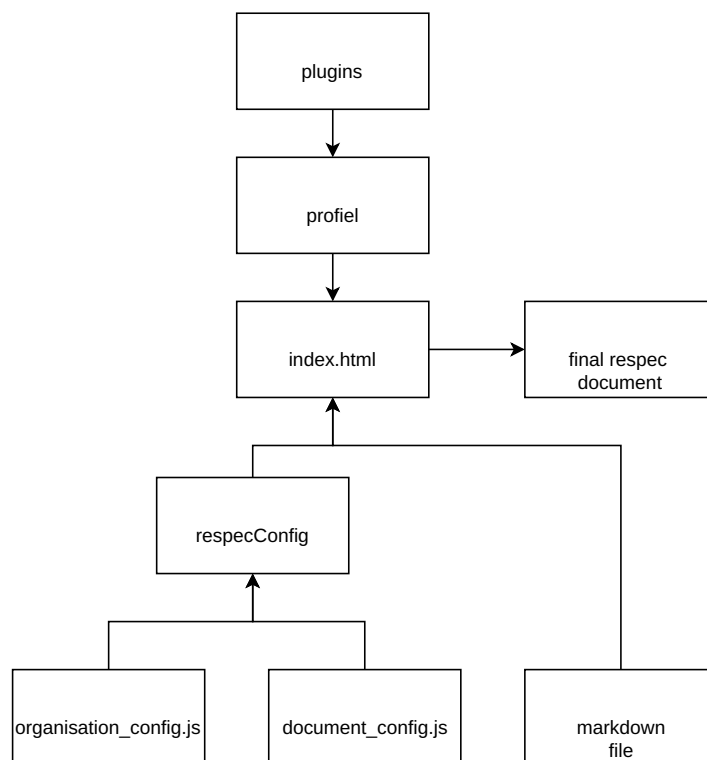 plugins
profiel
index.html
final respec
document
respecConfig
organisation_config.js
document_config.js
markdown
file